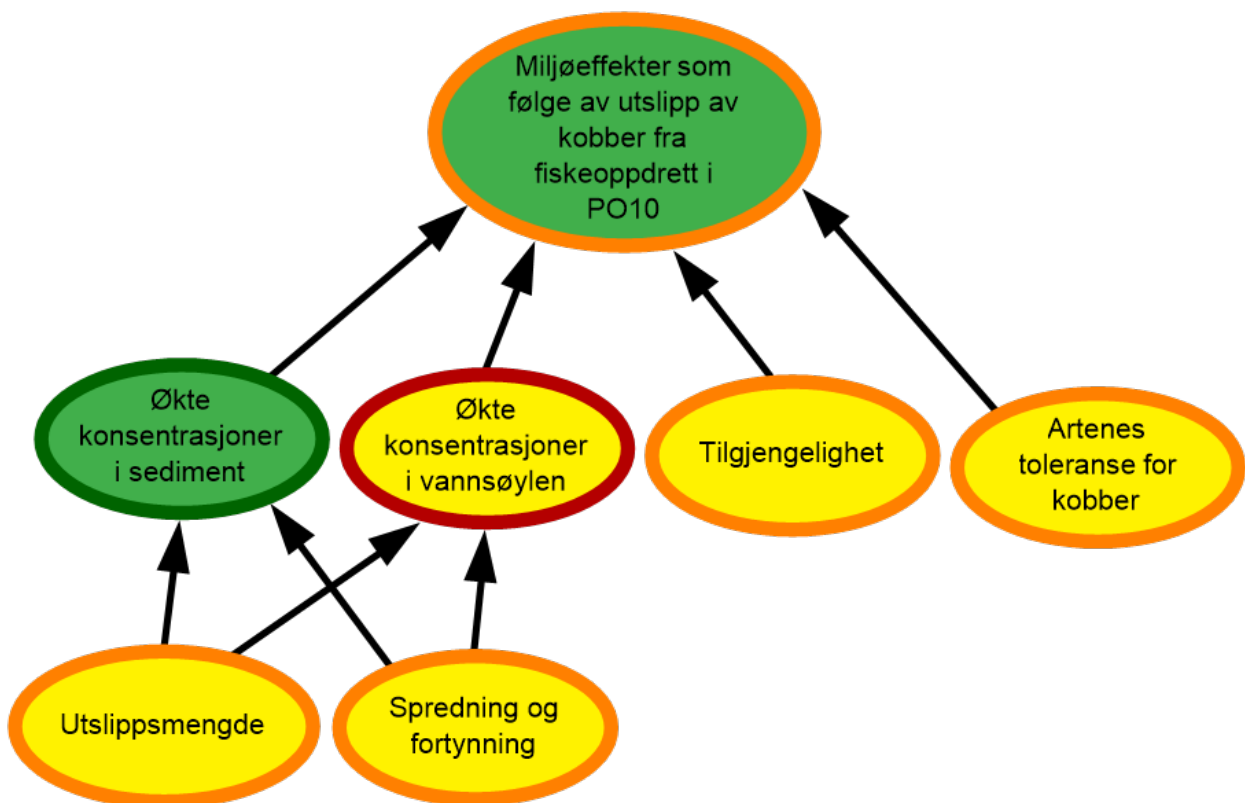 Miljøeffekter som
følge av utslipp av
kobber fra
fiskeoppdrett i
PO10
Økte
konsentrasjoner
i sediment
Økte
konsentrasjoner
i vannsøylen
Tilgjengelighet
Artenes
toleranse for
kobber
Utslippsmengde
Spredning og
fortynning